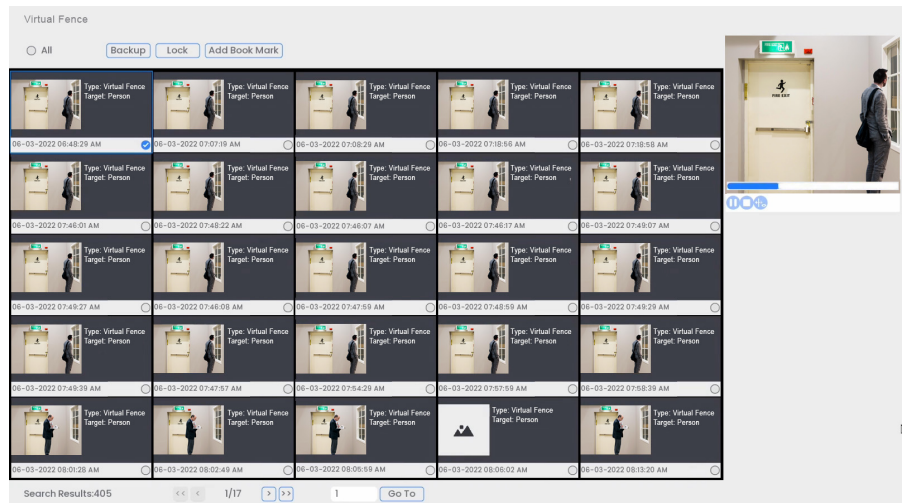 Virtual Fence
All
Backup
Lock
Add Book Mark
Type: Virtual Fence
Target: Person
Type: Virtual Fence
Target: Person
Type: Virtual Fence
Target: Person
Type: Virtual Fence
Target: Person
Type: Virtual Fence
Target: Person
06-03-2022 06:48:29 AM
06-03-2022 07:07:19 AM
06-03-2022 07:08:29 AM
06-03-2022 07:18:56 AM
06-03-2022 07:18:58 AM
FIRE EXIT
Type: Virtual Fence
Target: Person
Type: Virtual Fence
Target: Person
Type: Virtual Fence
Target: Person
Type: Virtual Fence
Target: Person
Type: Virtual Fence
Target: Person
06-03-2022 07:46:01 AM
06-03-2022 07:48:22 AM
06-03-2022 07:46:07 AM
06-03-2022 07:46:17 AM
06-03-2022 07:49:07 AM
Type: Virtual Fence
Target: Person
Type: Virtual Fence
Target: Person
Type: Virtual Fence
Target: Person
Type: Virtual Fence
Target: Person
Type: Virtual Fence
Target: Person
06-03-2022 07:49:27 AM
06-03-2022 07:46:08 AM
06-03-2022 07:47:59 AM
06-03-2022 07:48:59 AM
06-03-2022 07:49:29 AM
Type: Virtual Fence
Target: Person
Type: Virtual Fence
Target: Person
Type: Virtual Fence
Target: Person
Type: Virtual Fence
Target: Person
Type: Virtual Fence
Target: Person
06-03-2022 07:49:39 AM
06-03-2022 07:47:57 AM
06-03-2022 07:54:29 AM
06-03-2022 07:57:59 AM
06-03-2022 07:58:39 AM
Type: Virtual Fence
Target: Person
Type: Virtual Fence
Target: Person
Type: Virtual Fence
Target: Person
Type: Virtual Fence
Target: Person
Type: Virtual Fence
Target: Person
06-03-2022 08:01:28 AM
06-03-2022 08:02:49 AM
06-03-2022 08:05:59 AM
06-03-2022 08:06:02 AM
06-03-2022 08:13:20 AM
Search Results:405
<< < 1/17 > >>
1
Go To